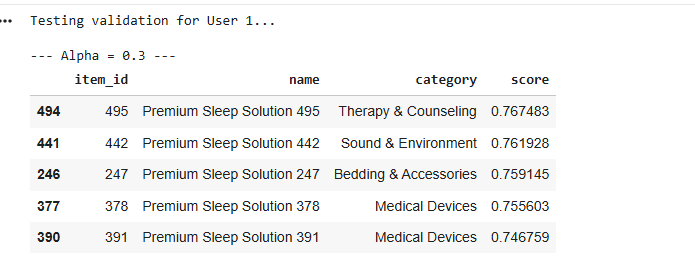 Testing validation for User 1...
--- Alpha = 0.3 ---
item_id name category score
494 495 Premium Sleep Solution 495 Therapy & Counseling 0.767483
441 442 Premium Sleep Solution 442 Sound & Environment 0.761928
246 247 Premium Sleep Solution 247 Bedding & Accessories 0.759145
377 378 Premium Sleep Solution 378 Medical Devices 0.755603
390 391 Premium Sleep Solution 391 Medical Devices 0.746759